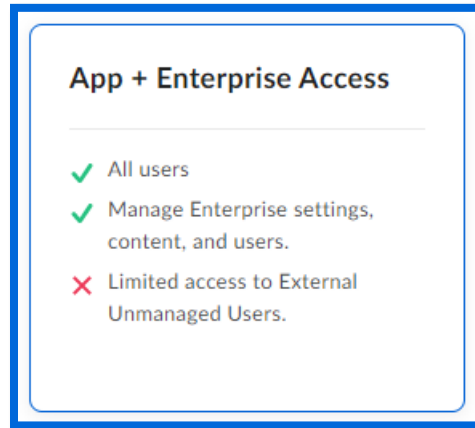 App + Enterprise Access
All users
Manage Enterprise settings,
content, and users.
Limited access to External
Unmanaged Users.